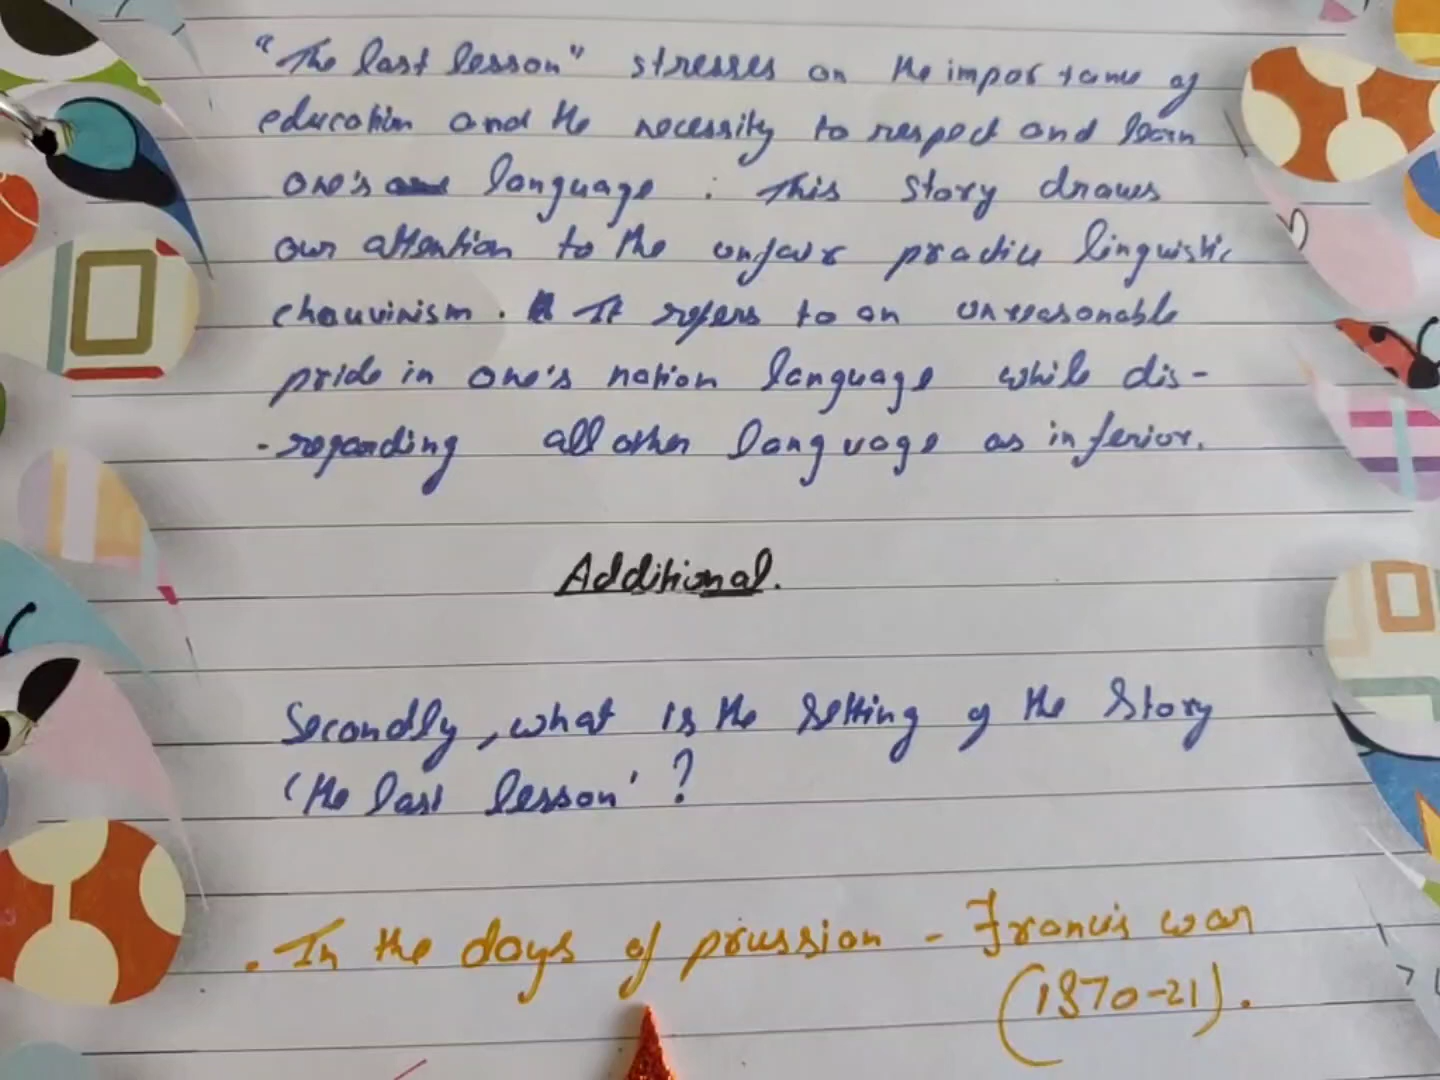 "The last lesson" stresses on the importance of
education and the necessity to respect and learn
one's language . This story draws
our attention to the unfair practice linguistic
chauvinism . It refers to an unreasonable
pride in one's nation language while dis-
-regarding all other language as inferior.
Additional.
Secondly, what is the setting of the story
'the last lesson' ?
. In the days of prussion - Francis war
(1870-21).